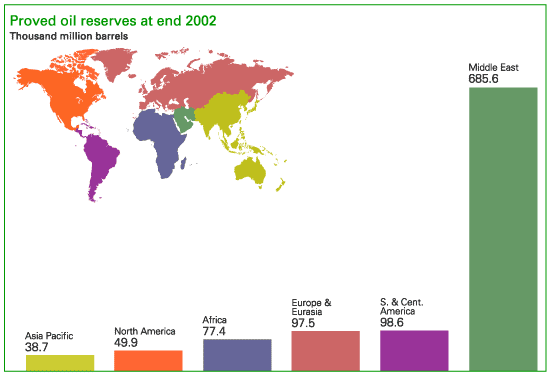 Proved oil reserves at end 2002
Thousand million barrels
Middle East
685.6
Asia Pacific
38.7
North America
49.9
Africa
77.4
Europe &
Eurasia
97.5
S. & Cent.
America
98.6